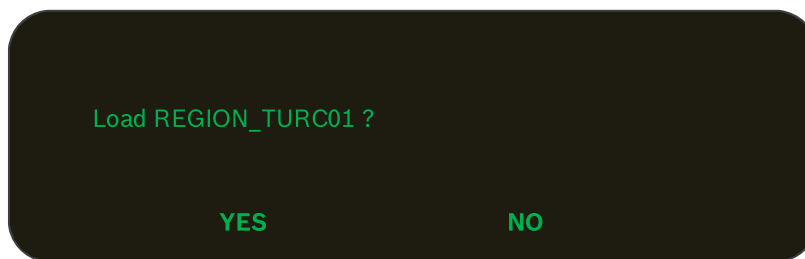 Load REGION_TURC01 ?
YES NO